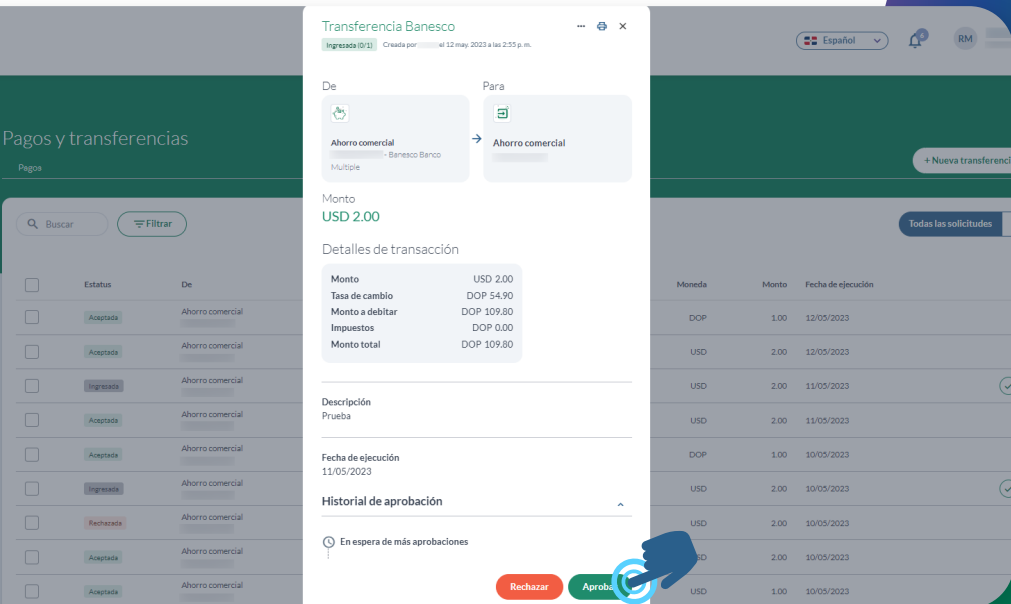 Transferencia Banesco
Ingresada (0/1) Creada por el 12 may. 2023 a las 2:55 p. m.
Español
RM
De
Para
Ahorro comercial
- Banesco Banco
Multiple
Ahorro comercial
Pagos y transferencias
Pagos
+ Nueva transferenci
Monto
USD 2.00
Buscar
Filtrar
Todas las solicitudes
Detalles de transacción
Monto USD 2.00
Tasa de cambio DOP 54.90
Monto a debitar DOP 109.80
Impuestos DOP 0.00
Monto total DOP 109.80
Descripción
Prueba
Fecha de ejecución
11/05/2023
Historial de aprobación
En espera de más aprobaciones
Rechazar
Aproba
Estatus De Moneda Monto Fecha de ejecución
Aceptada Ahorro comercial DOP 1.00 12/05/2023
Aceptada Ahorro comercial USD 2.00 12/05/2023
Ingresada Ahorro comercial USD 2.00 11/05/2023
Aceptada Ahorro comercial USD 2.00 11/05/2023
Aceptada Ahorro comercial DOP 1.00 10/05/2023
Ingresada Ahorro comercial USD 2.00 10/05/2023
Rechazada Ahorro comercial USD 2.00 10/05/2023
Aceptada Ahorro comercial SD 2.00 10/05/2023
Aceptada Ahorro comercial USD 1.00 10/05/2023